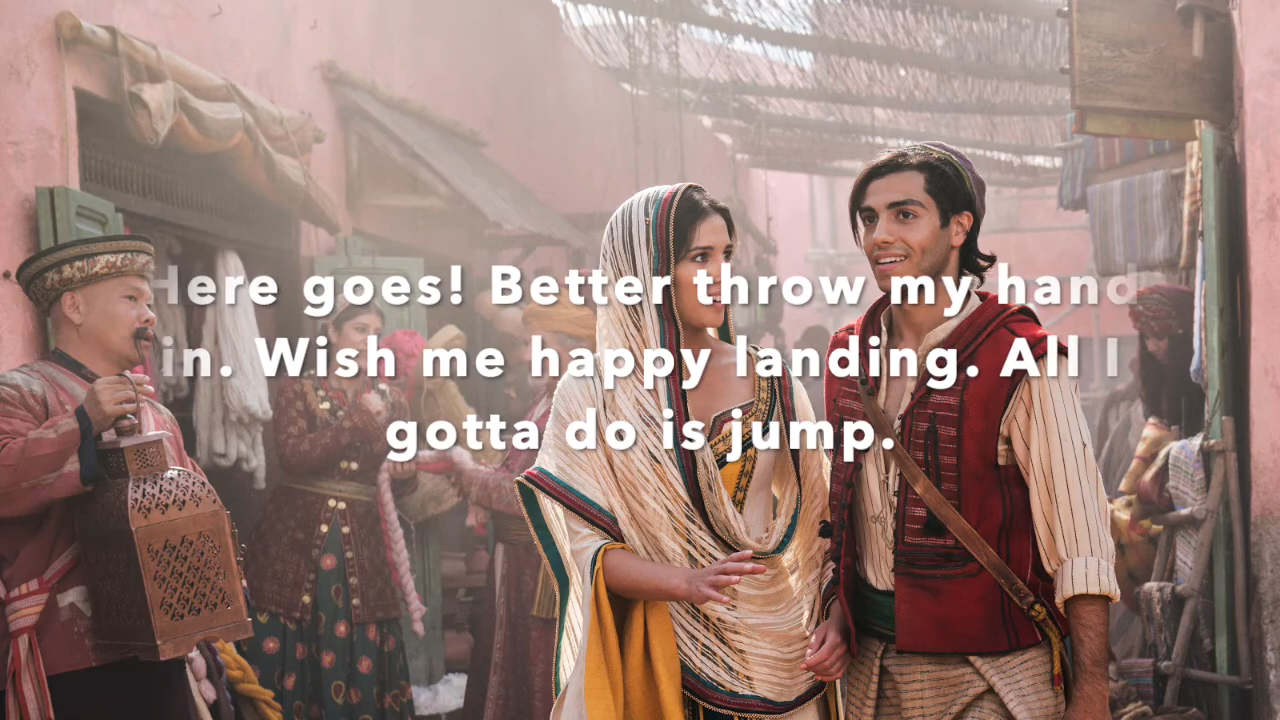 Here goes! Better throw my hand
in. Wish me happy landing. All I
gotta do is jump.